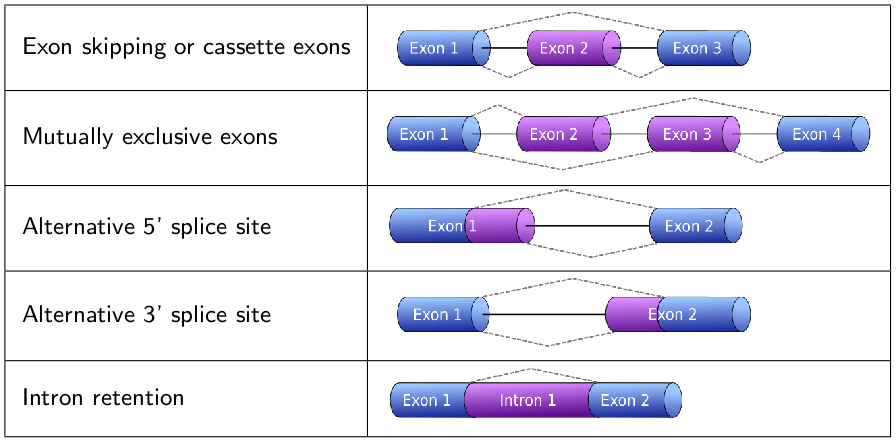 Exon skipping or cassette exons
Exon 1 Exon 2 Exon 3
Mutually exclusive exons
Exon 1 Exon 2 Exon 3 Exon 4
Alternative 5' splice site
Exon 1 Exon 2
Alternative 3' splice site
Exon 1 Exon 2
Intron retention
Exon 1 Intron 1 Exon 2